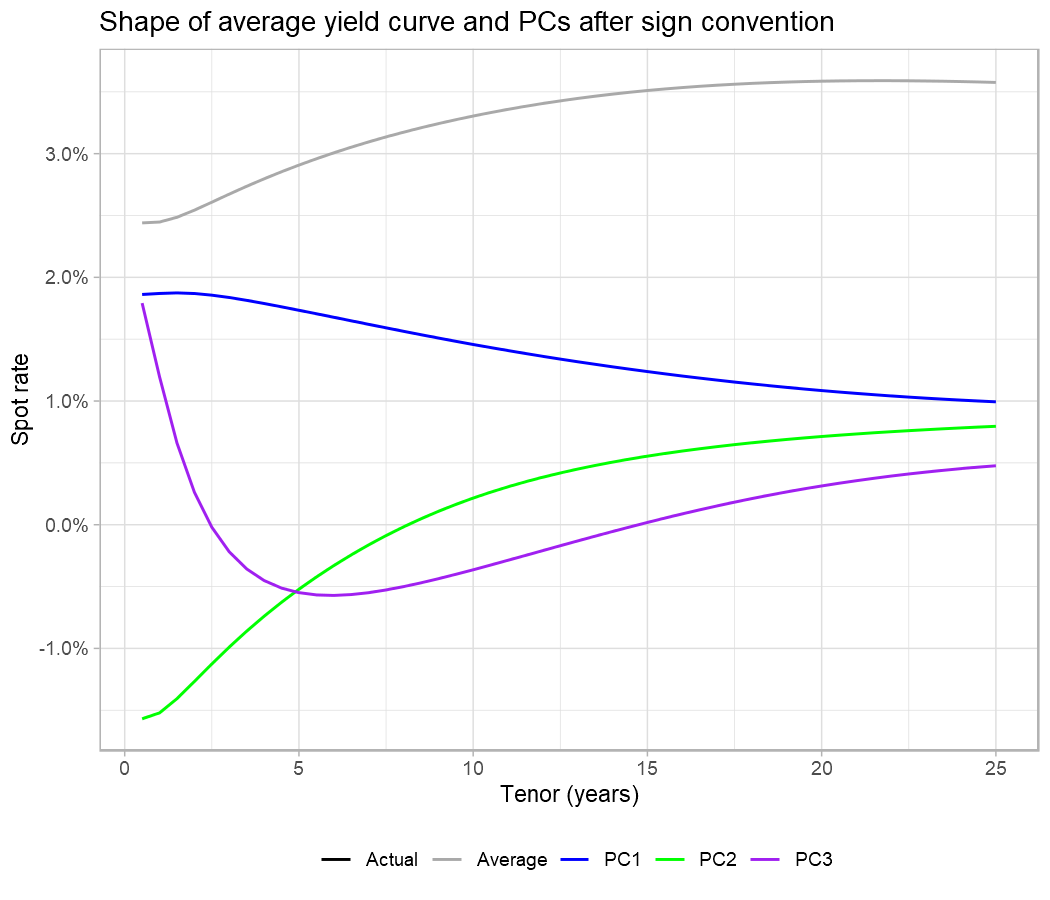 Shape of average yield curve and PCs after sign convention
3.0%
2.0%
1.0%
0.0%
-1.0%
Spot rate
0 5 10 15 20 25
Tenor (years)
Actual Average PC1 PC2 PC3